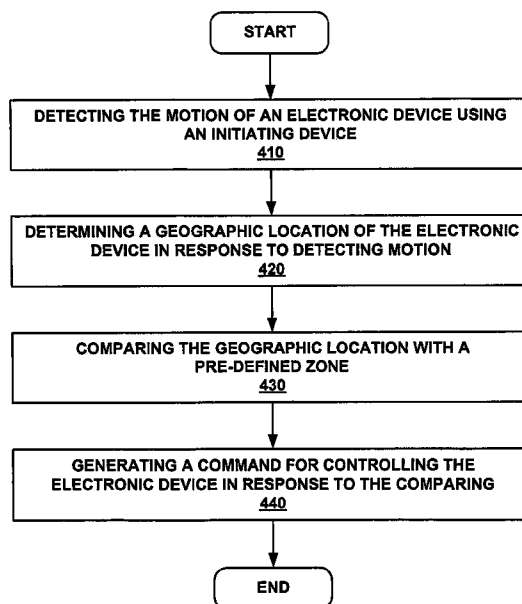 START
DETECTING THE MOTION OF AN ELECTRONIC DEVICE USING
AN INITIATING DEVICE
410
DETERMINING A GEOGRAPHIC LOCATION OF THE ELECTRONIC
DEVICE IN RESPONSE TO DETECTING MOTION
420
COMPARING THE GEOGRAPHIC LOCATION WITH A
PRE-DEFINED ZONE
430
GENERATING A COMMAND FOR CONTROLLING THE
ELECTRONIC DEVICE IN RESPONSE TO THE COMPARING
440
END